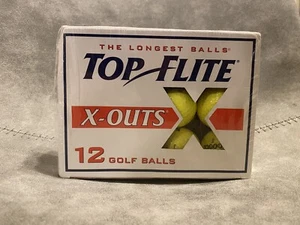 THE LONGEST BALLS
TOP FLITE
X-OUTS X
12 GOLF BALLS